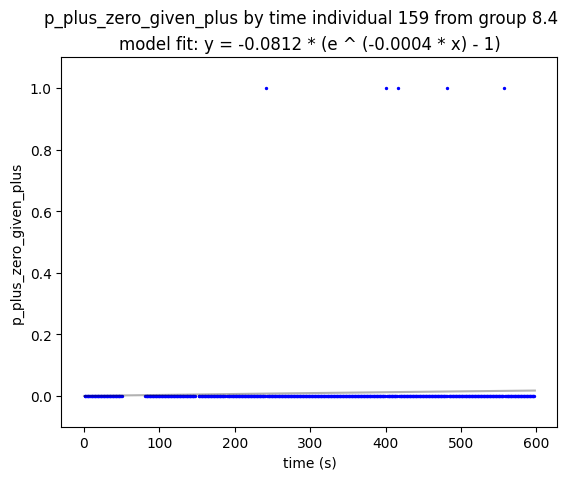 p_plus_zero_given_plus by time individual 159 from group 8.4
model fit: y = -0.0812 * (e ^ (-0.0004 * x) - 1)
p_plus_zero_given_plus
1.0
0.8
0.6
0.4
0.2
0.0
0 100 200 300 400 500 600
time (s)